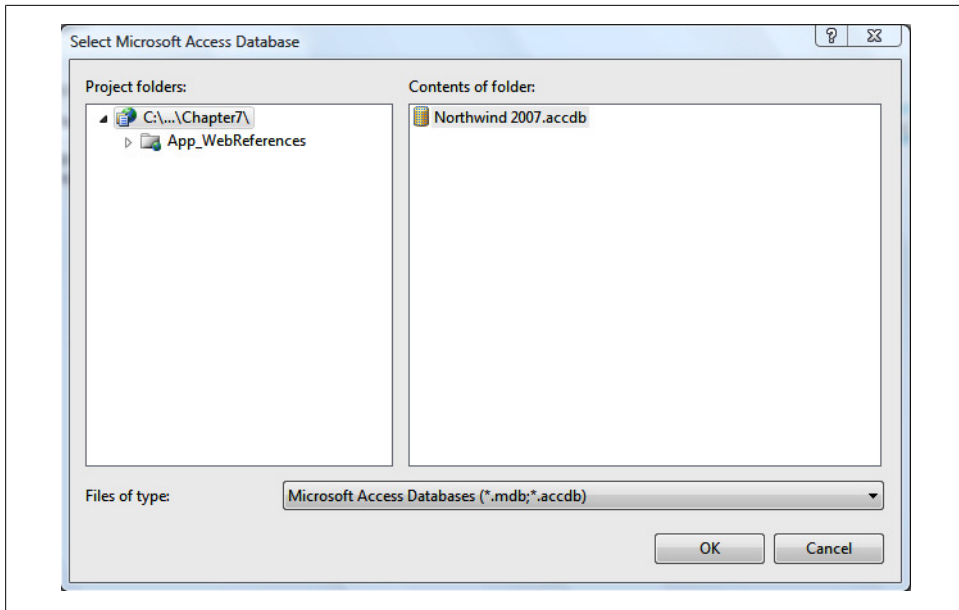 Select Microsoft Access Database
Project folders:
Contents of folder:
C:\...\Chapter7\
App_WebReferences
Northwind 2007.accdb
Files of type:
Microsoft Access Databases (*.mdb;*.accdb)
OK
Cancel